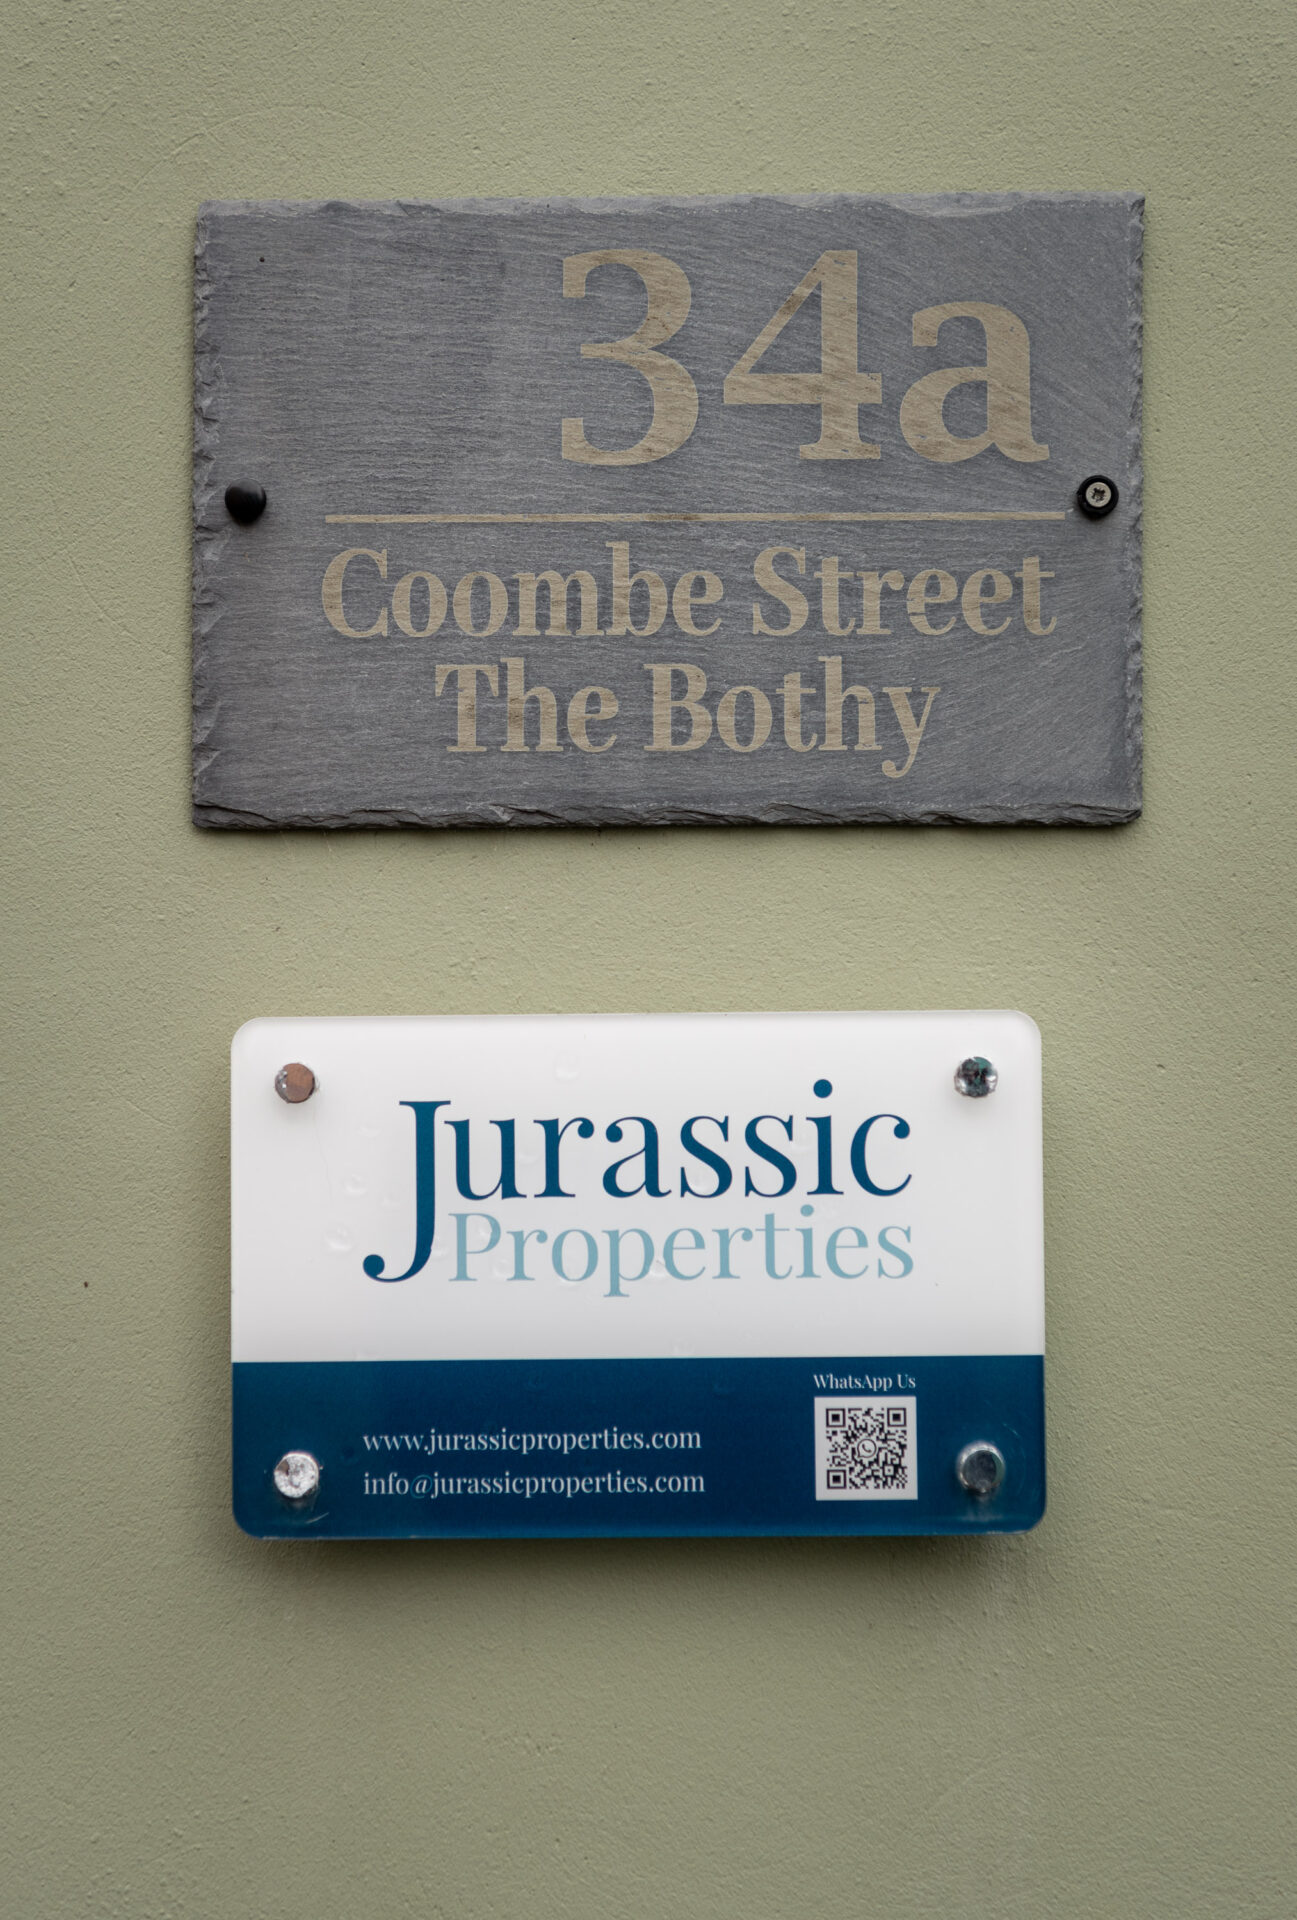 34a
Coombe Street
The Bothy
Jurassic
Properties
WhatsApp Us
www.jurassicproperties.com
info@jurassicproperties.com